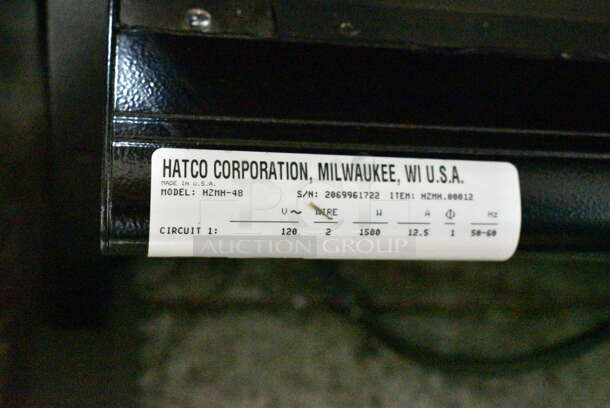 HATCO CORPORATION, MILWAUKEE, WI U.S.A.
MADE IN U.S.A.
MODEL: HZMH-48 S/N: 2069961722 ITEM: HZMH.00012
V~ WIRE W A Φ Hz
CIRCUIT 1: 120 2 1500 12.5 1 50-60
AUCTION GROUP